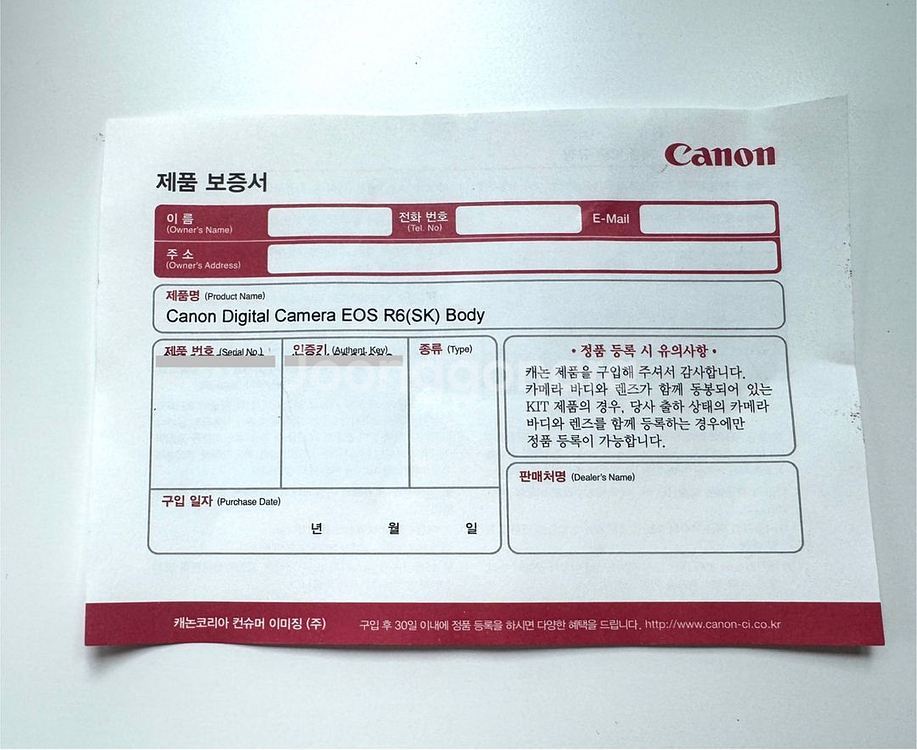 Canon
제품 보증서
이 름 전화 번호 E-Mail
(Owner's Name) (Tel. No)
주 소
(Owner's Address)
제품명 (Product Name)
Canon Digital Camera EOS R6(SK) Body
제품 번호 (Serial No.) 인증키 (Authent. Key) 종류 (Type)
• 정품 등록 시 유의사항 •
캐논 제품을 구입해 주셔서 감사합니다.
카메라 바디와 렌즈가 함께 동봉되어 있는
KIT 제품의 경우, 당사 출하 상태의 카메라
바디와 렌즈를 함께 등록하는 경우에만
정품 등록이 가능합니다.
판매처명 (Dealer's Name)
구입 일자 (Purchase Date)
년 월 일
캐논코리아 컨슈머 이미징 (주) 구입 후 30일 이내에 정품 등록을 하시면 다양한 혜택을 드립니다. http://www.canon-ci.co.kr